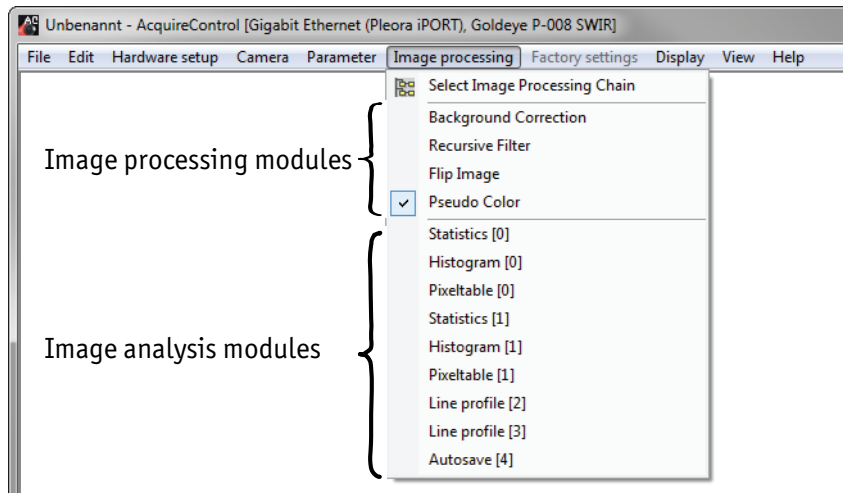 Unbenannt - AcquireControl [Gigabit Ethernet (Pleora iPORT), Goldeye P-008 SWIR]
File Edit Hardware setup Camera Parameter Image processing Factory settings Display View Help
Select Image Processing Chain
Background Correction
Recursive Filter
Flip Image
Pseudo Color
Image processing modules
Statistics [0]
Histogram [0]
Pixeltable [0]
Statistics [1]
Histogram [1]
Pixeltable [1]
Line profile [2]
Line profile [3]
Autosave [4]
Image analysis modules